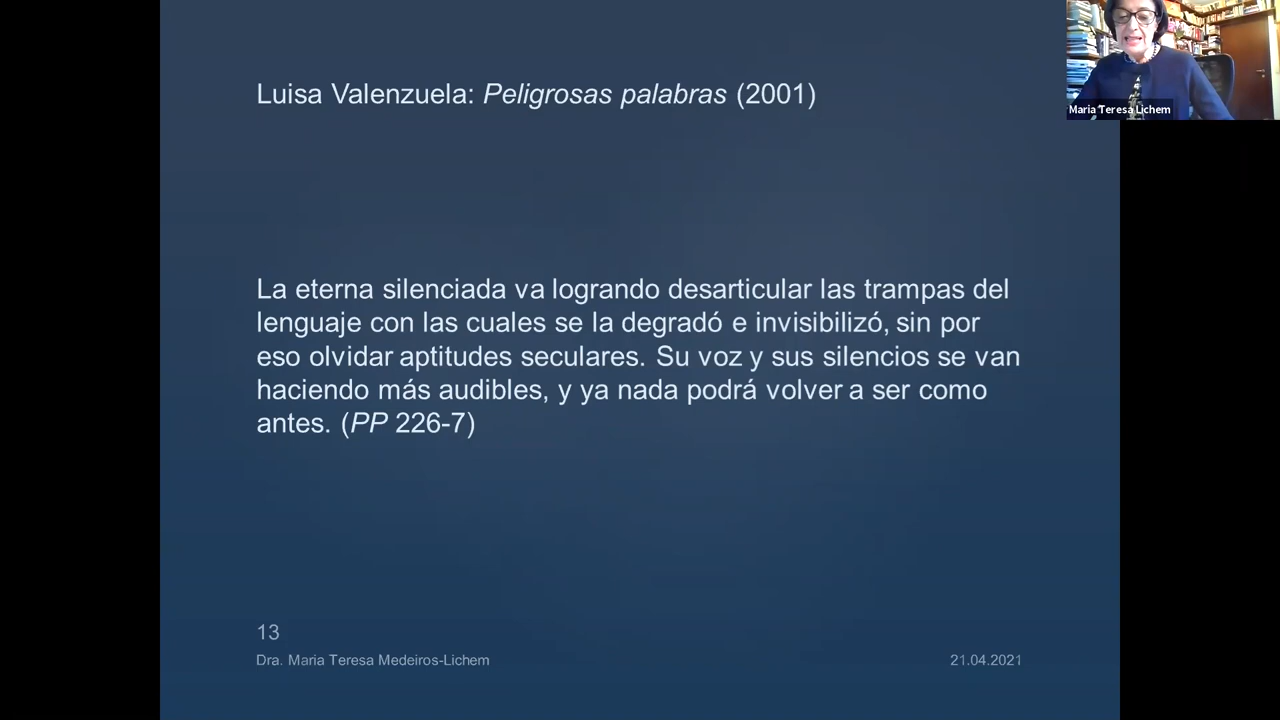 Luisa Valenzuela: Peligrosas palabras (2001)
Maria Teresa Lichem
La eterna silenciada va logrando desarticular las trampas del
lenguaje con las cuales se la degradó e invisibilizó, sin por
eso olvidar aptitudes seculares. Su voz y sus silencios se van
haciendo más audibles, y ya nada podrá volver a ser como
antes. (PP 226-7)
13
Dra. Maria Teresa Medeiros-Lichem
21.04.2021